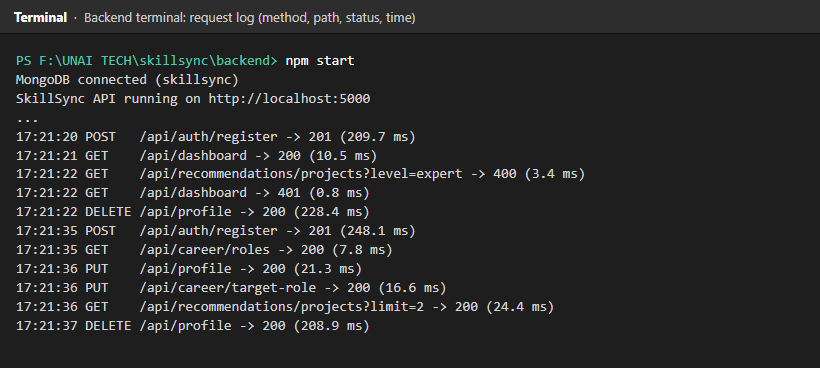 Terminal · Backend terminal: request log (method, path, status, time)
PS F:\UNAI TECH\skillsync\backend> npm start
MongoDB connected (skillsync)
SkillSync API running on http://localhost:5000
...
17:21:20 POST   /api/auth/register -> 201 (209.7 ms)
17:21:21 GET    /api/dashboard -> 200 (10.5 ms)
17:21:22 GET    /api/recommendations/projects?level=expert -> 400 (3.4 ms)
17:21:22 GET    /api/dashboard -> 401 (0.8 ms)
17:21:22 DELETE /api/profile -> 200 (228.4 ms)
17:21:35 POST   /api/auth/register -> 201 (248.1 ms)
17:21:35 GET    /api/career/roles -> 200 (7.8 ms)
17:21:36 PUT    /api/profile -> 200 (21.3 ms)
17:21:36 PUT    /api/career/target-role -> 200 (16.6 ms)
17:21:36 GET    /api/recommendations/projects?limit=2 -> 200 (24.4 ms)
17:21:37 DELETE /api/profile -> 200 (208.9 ms)